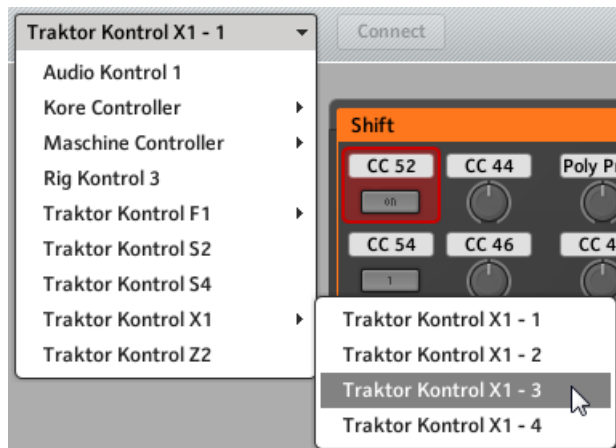 Traktor Kontrol X1 - 1
Connect
Audio Kontrol 1
Kore Controller
Maschine Controller
Rig Kontrol 3
Traktor Kontrol F1
Traktor Kontrol S2
Traktor Kontrol S4
Traktor Kontrol X1
Traktor Kontrol Z2
Shift
CC 52
CC 44
Poly P
on
CC 54
CC 46
CC 4
1
Traktor Kontrol X1 - 1
Traktor Kontrol X1 - 2
Traktor Kontrol X1 - 3
Traktor Kontrol X1 - 4